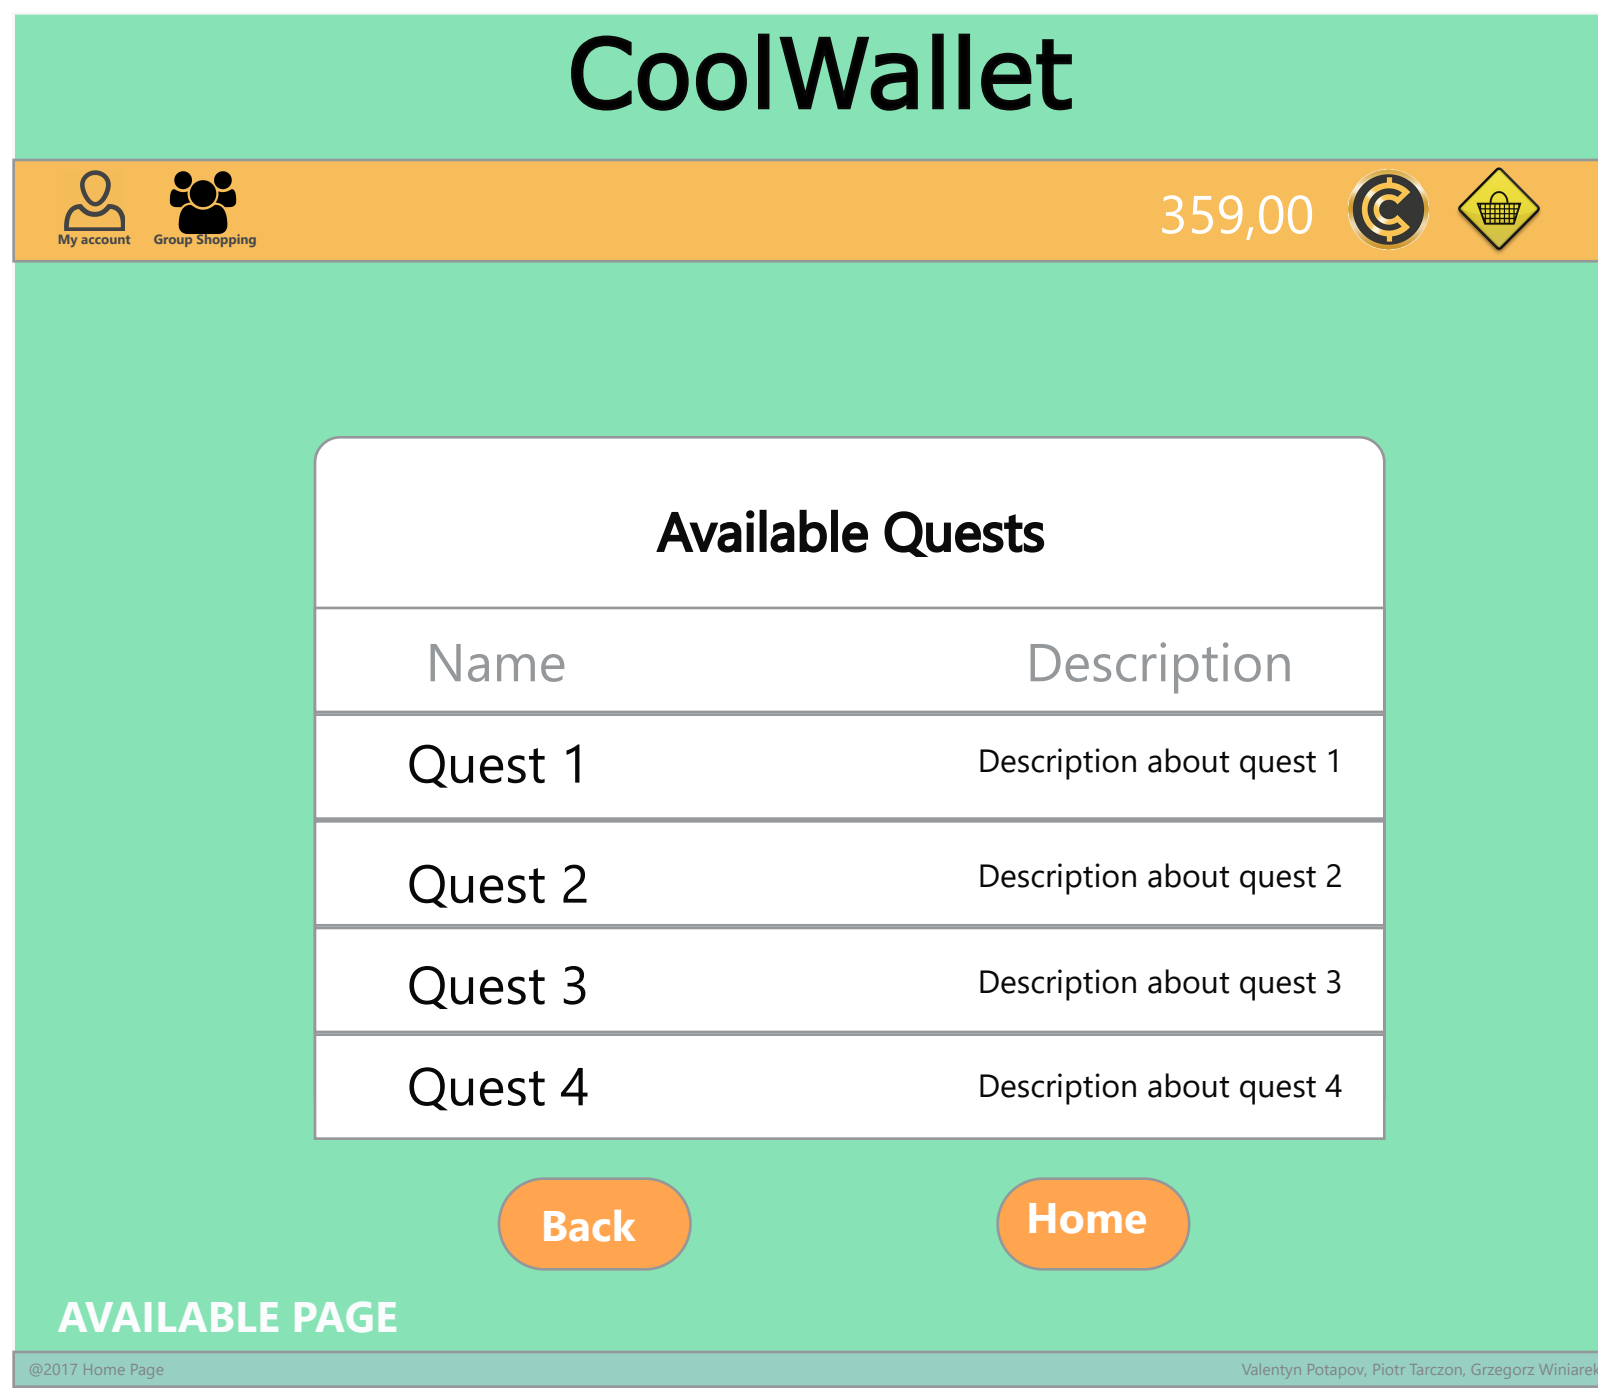 CoolWallet
My account
Group Shopping
359,00
Available Quests
Name
Description
Quest 1
Description about quest 1
Quest 2
Description about quest 2
Quest 3
Description about quest 3
Quest 4
Description about quest 4
Back
Home
AVAILABLE PAGE
@2017 Home Page
Valentyn Potapov, Piotr Tarczon, Grzegorz Winiarek